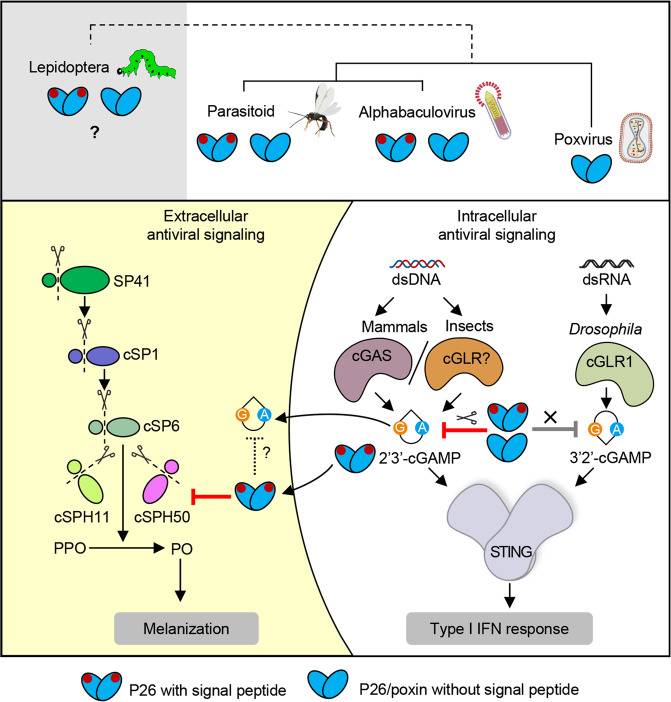 Lepidoptera
?
Parasitoid
Alphabaculovirus
Poxvirus
Extracellular
antiviral signaling
Intracellular
antiviral signaling
SP41
cSP1
cSP6
cSPH11
cSPH50
PPO
PO
Melanization
G
A
?
dsDNA
dsRNA
Mammals
Insects
Drosophila
cGAS
cGLR?
cGLR1
G
A
G
A
2'3'-cGAMP
3'2'-cGAMP
STING
Type I IFN response
P26 with signal peptide
P26/poxin without signal peptide